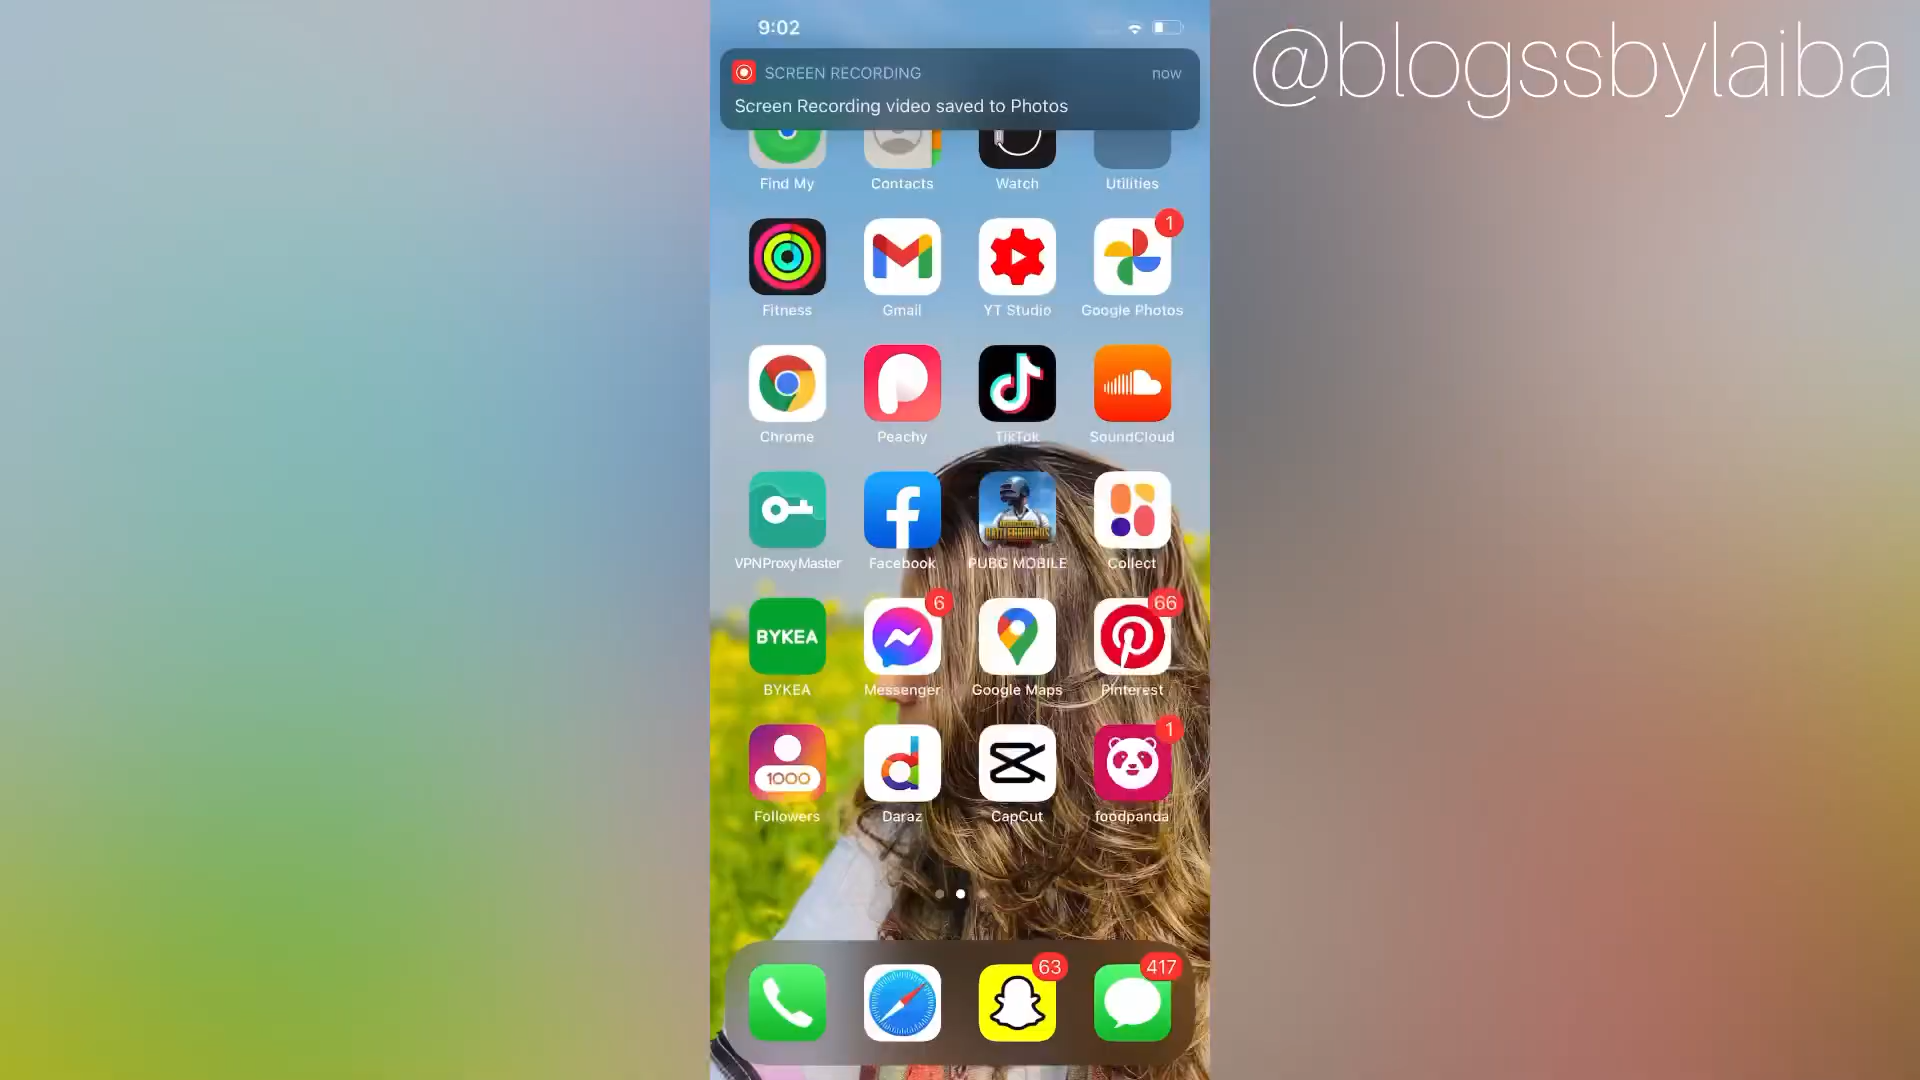 9:02
@blogssbylaiba
SCREEN RECORDING now
Screen Recording video saved to Photos
Find My Contacts Watch Utilities
1
Fitness Gmail YT Studio Google Photos
Chrome Peachy TikTok SoundCloud
VPNProxyMaster Facebook PUBG MOBILE Collect
BYKEA 6 66
BYKEA Messenger Google Maps Pinterest
1000 1
Followers Daraz CapCut foodpanda
63 417